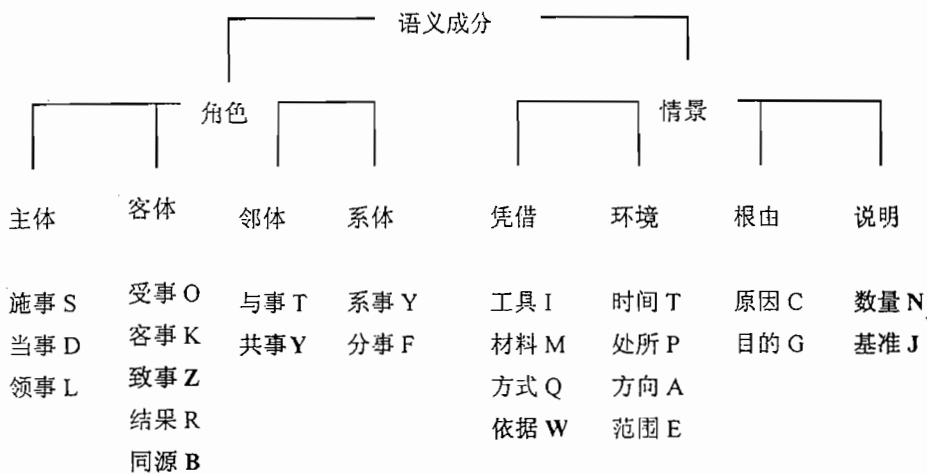 语义成分
角色 情景
主体 客体 邻体 系体 凭借 环境 根由 说明
施事 S 受事 O 与事 T 系事 Y 工具 I 时间 T 原因 C 数量 N
当事 D 客事 K 共事 Y 分事 F 材料 M 处所 P 目的 G 基准 J
领事 L 致事 Z 方式 Q 方向 A
结果 R 依据 W 范围 E
同源 B